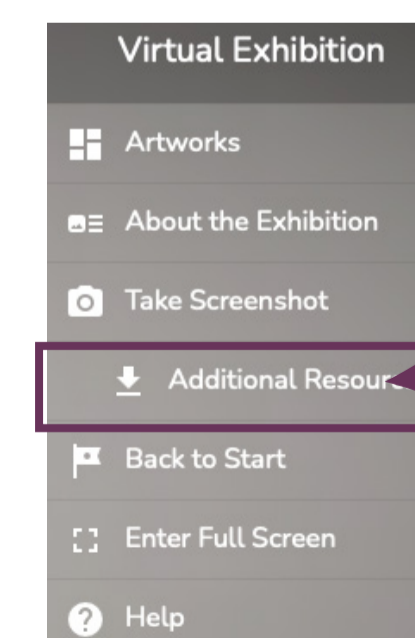 Virtual Exhibition
Artworks
About the Exhibition
Take Screenshot
Additional
Back to Start
Enter Full Screen
Help